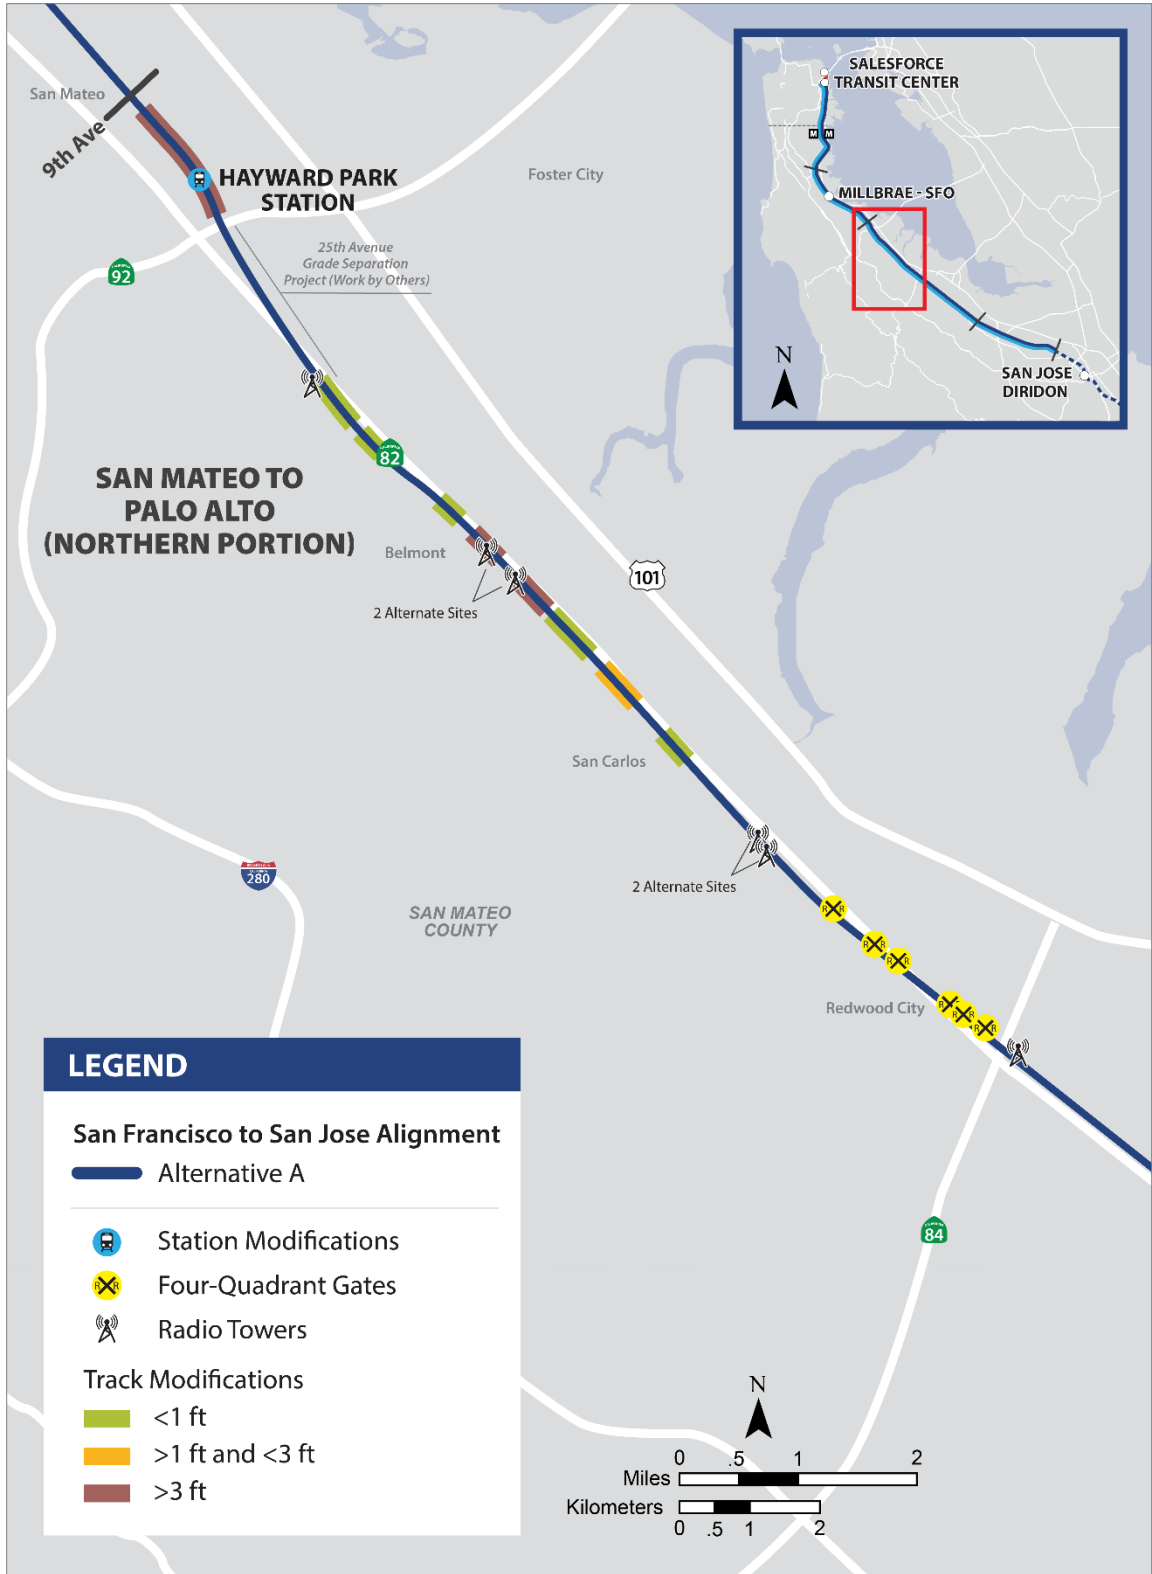 San Mateo
9th Ave
HAYWARD PARK
STATION
Foster City
25th Avenue
Grade Separation
Project (Work by Others)
92
SALESFORCE
TRANSIT CENTER
M M
MILLBRAE - SFO
N
SAN JOSE
DIRIDON
82
SAN MATEO TO
PALO ALTO
(NORTHERN PORTION)
Belmont
101
2 Alternate Sites
San Carlos
2 Alternate Sites
280
SAN MATEO
COUNTY
R R
R R
R R
Redwood City
R
R R
R R
84
LEGEND
San Francisco to San Jose Alignment
Alternative A
Station Modifications
R R
Four-Quadrant Gates
Radio Towers
Track Modifications
<1 ft
>1 ft and <3 ft
>3 ft
N
0 .5 1 2
Miles
Kilometers
0 .5 1 2